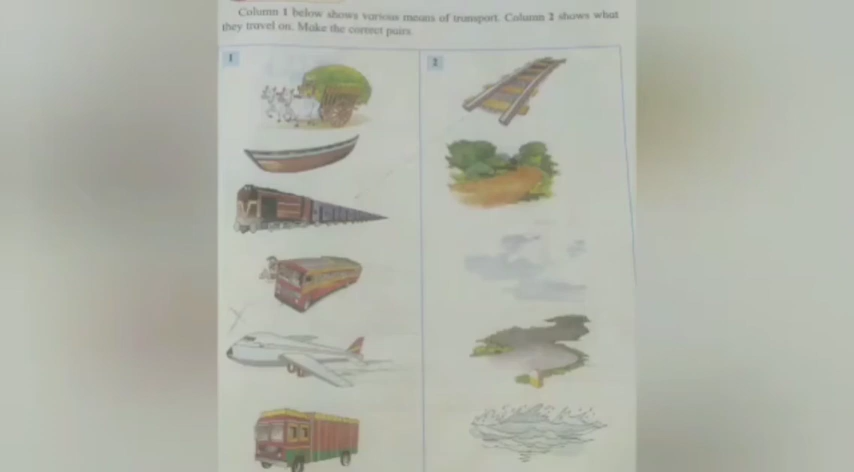 Column 1 below shows various means of transport. Column 2 shows what
they travel on. Make the correct pairs.
1
2